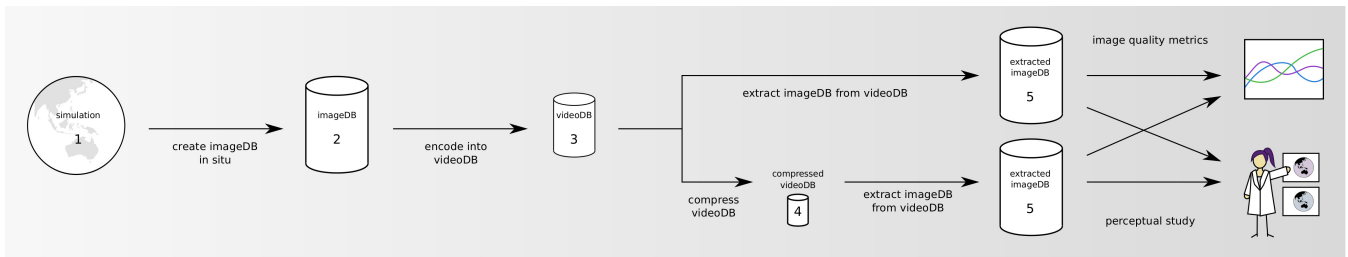 simulation
1
create imageDB
in situ
imageDB
2
encode into
videoDB
videoDB
3
extract imageDB from videoDB
compress
videoDB
compressed
videoDB
4
extract imageDB
from videoDB
extracted
imageDB
5
extracted
imageDB
5
image quality metrics
perceptual study